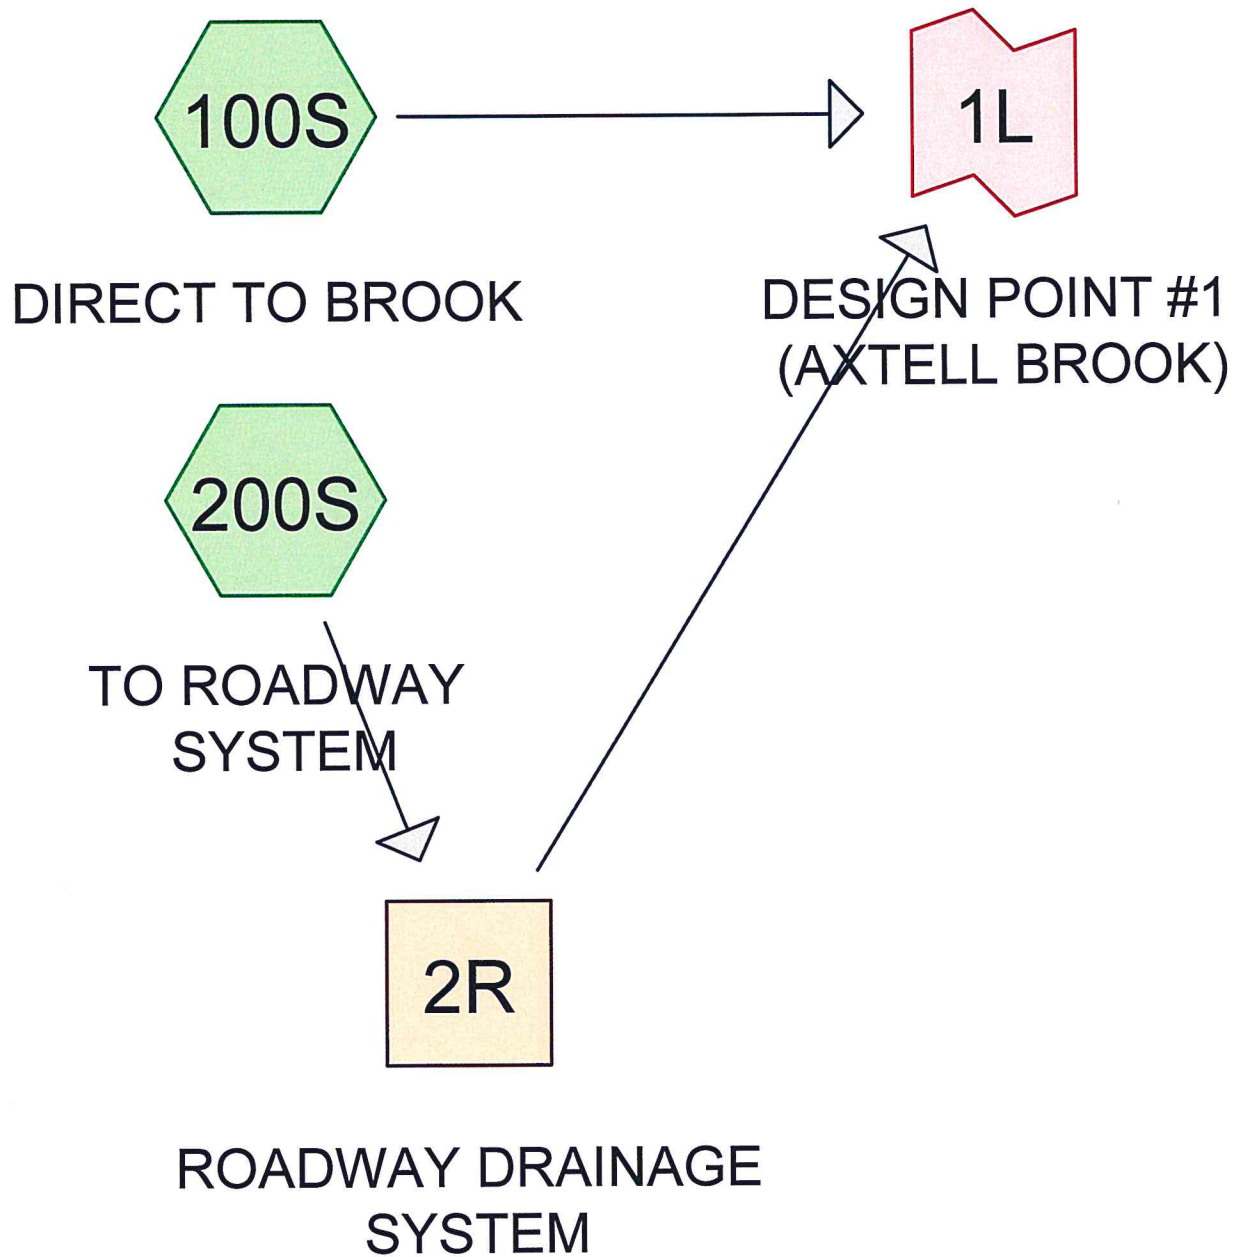 100S
1L
DIRECT TO BROOK
DESIGN POINT #1
(AXTELL BROOK)
200S
TO ROADWAY
SYSTEM
2R
ROADWAY DRAINAGE
SYSTEM